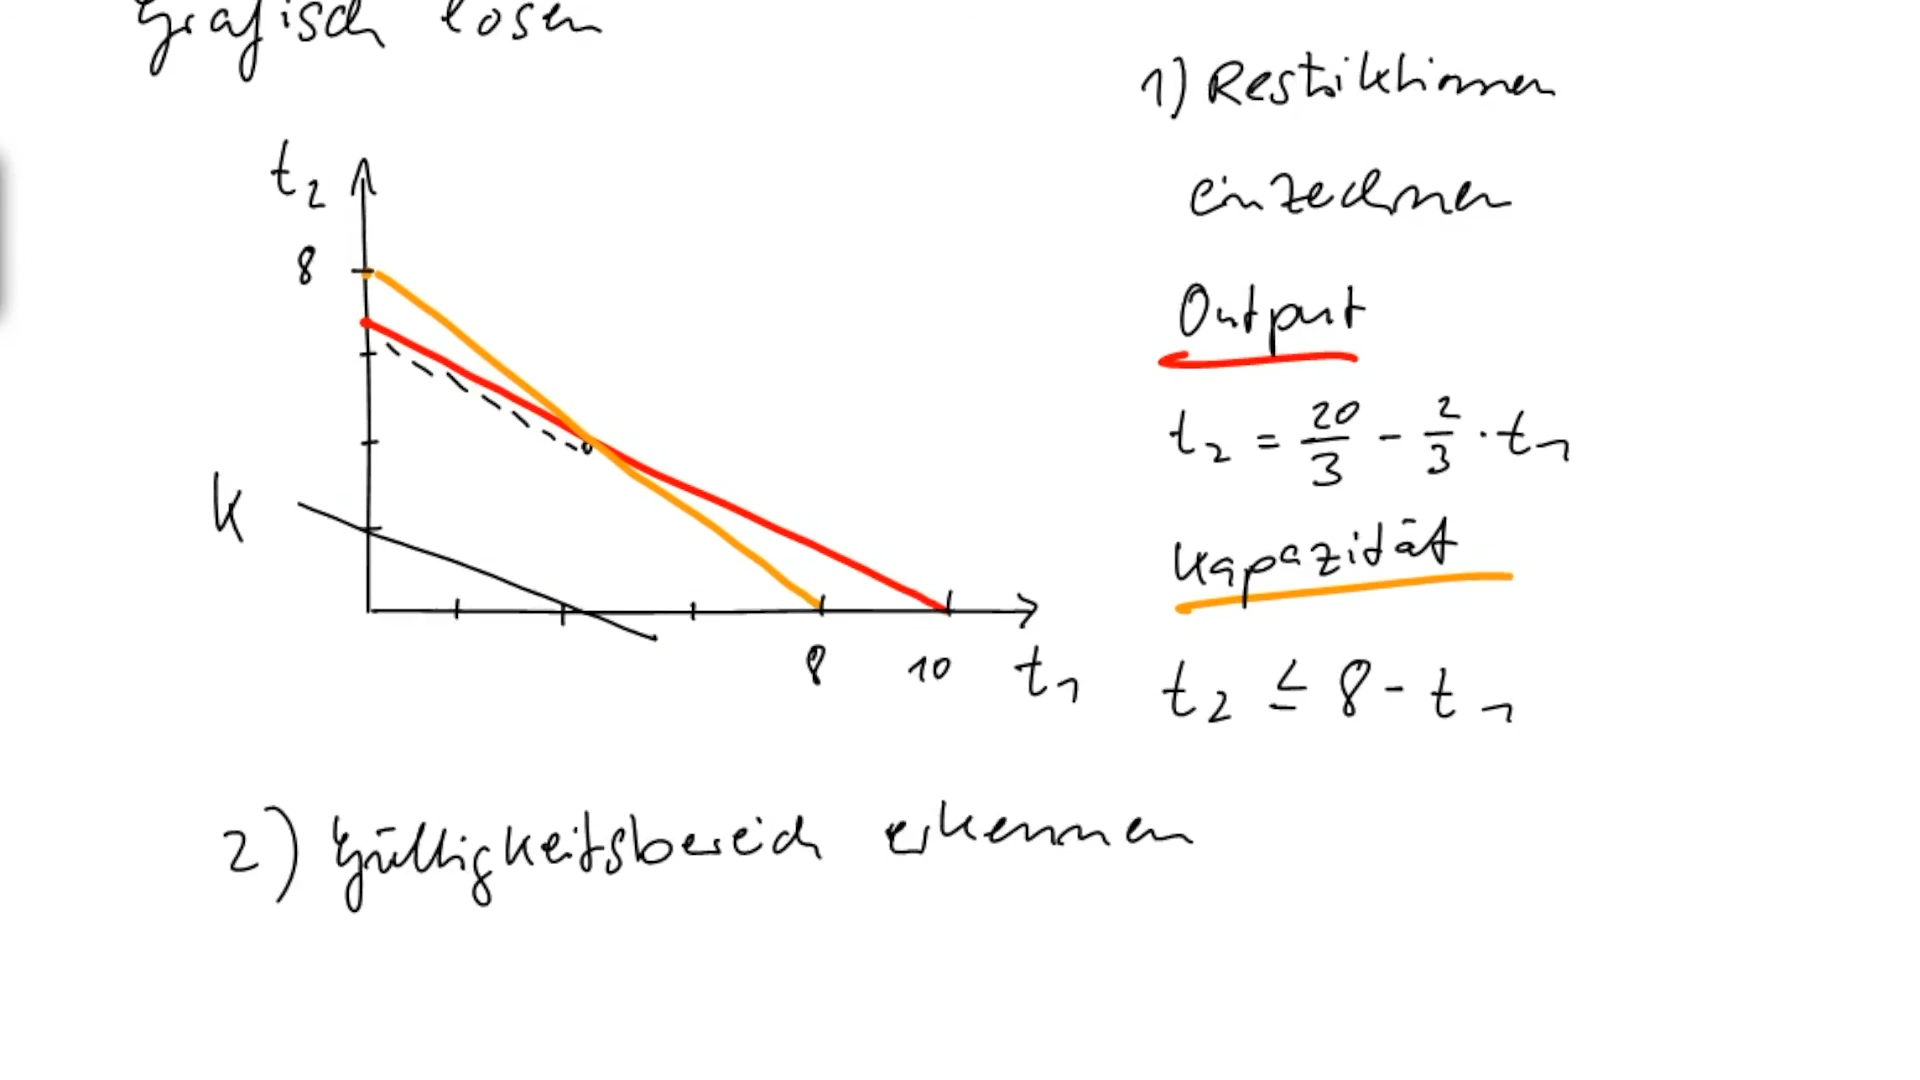 Grafisch lösen
1) Restriktionen
einzechnen
t₂
8
Output
t₂ = 20/3 - 2/3 · t₁
K
Kapazität
8 10 t₁
t₂ ≤ 8 - t₁
2) Gültigkeitsbereich erkennen